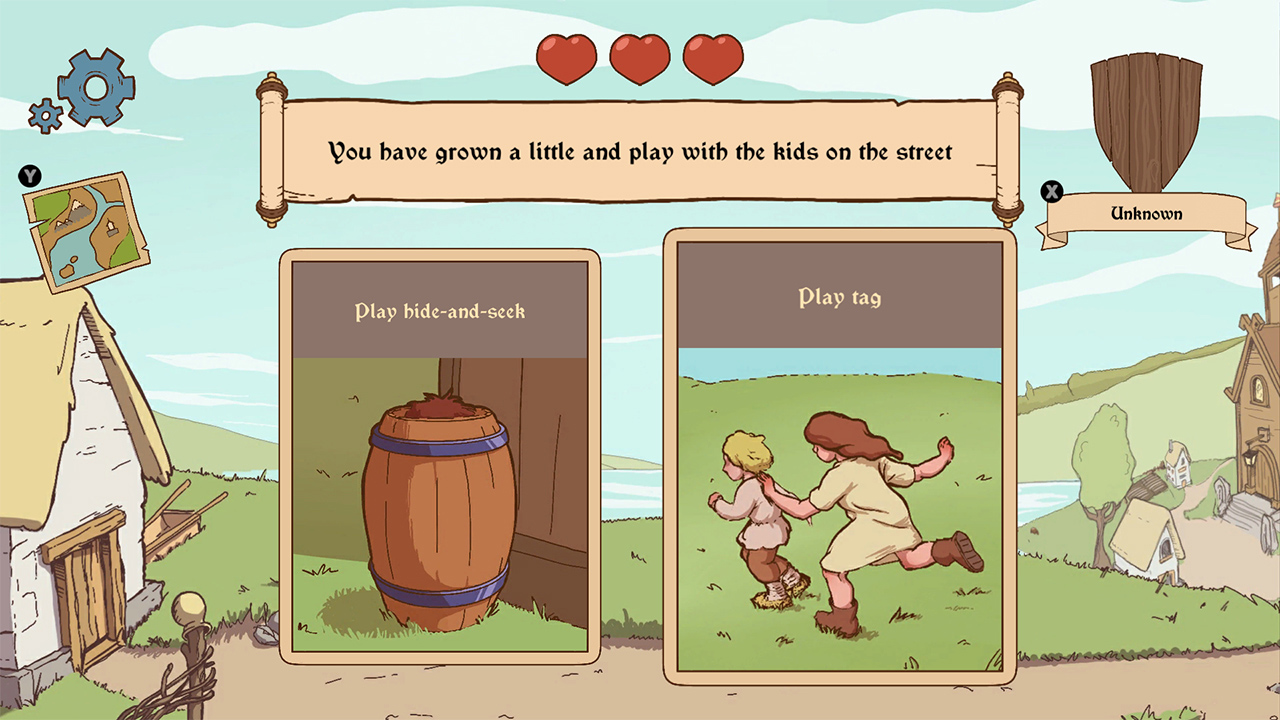 You have grown a little and play with the kids on the street
Y
X
Unknown
Play hide-and-seek
Play tag